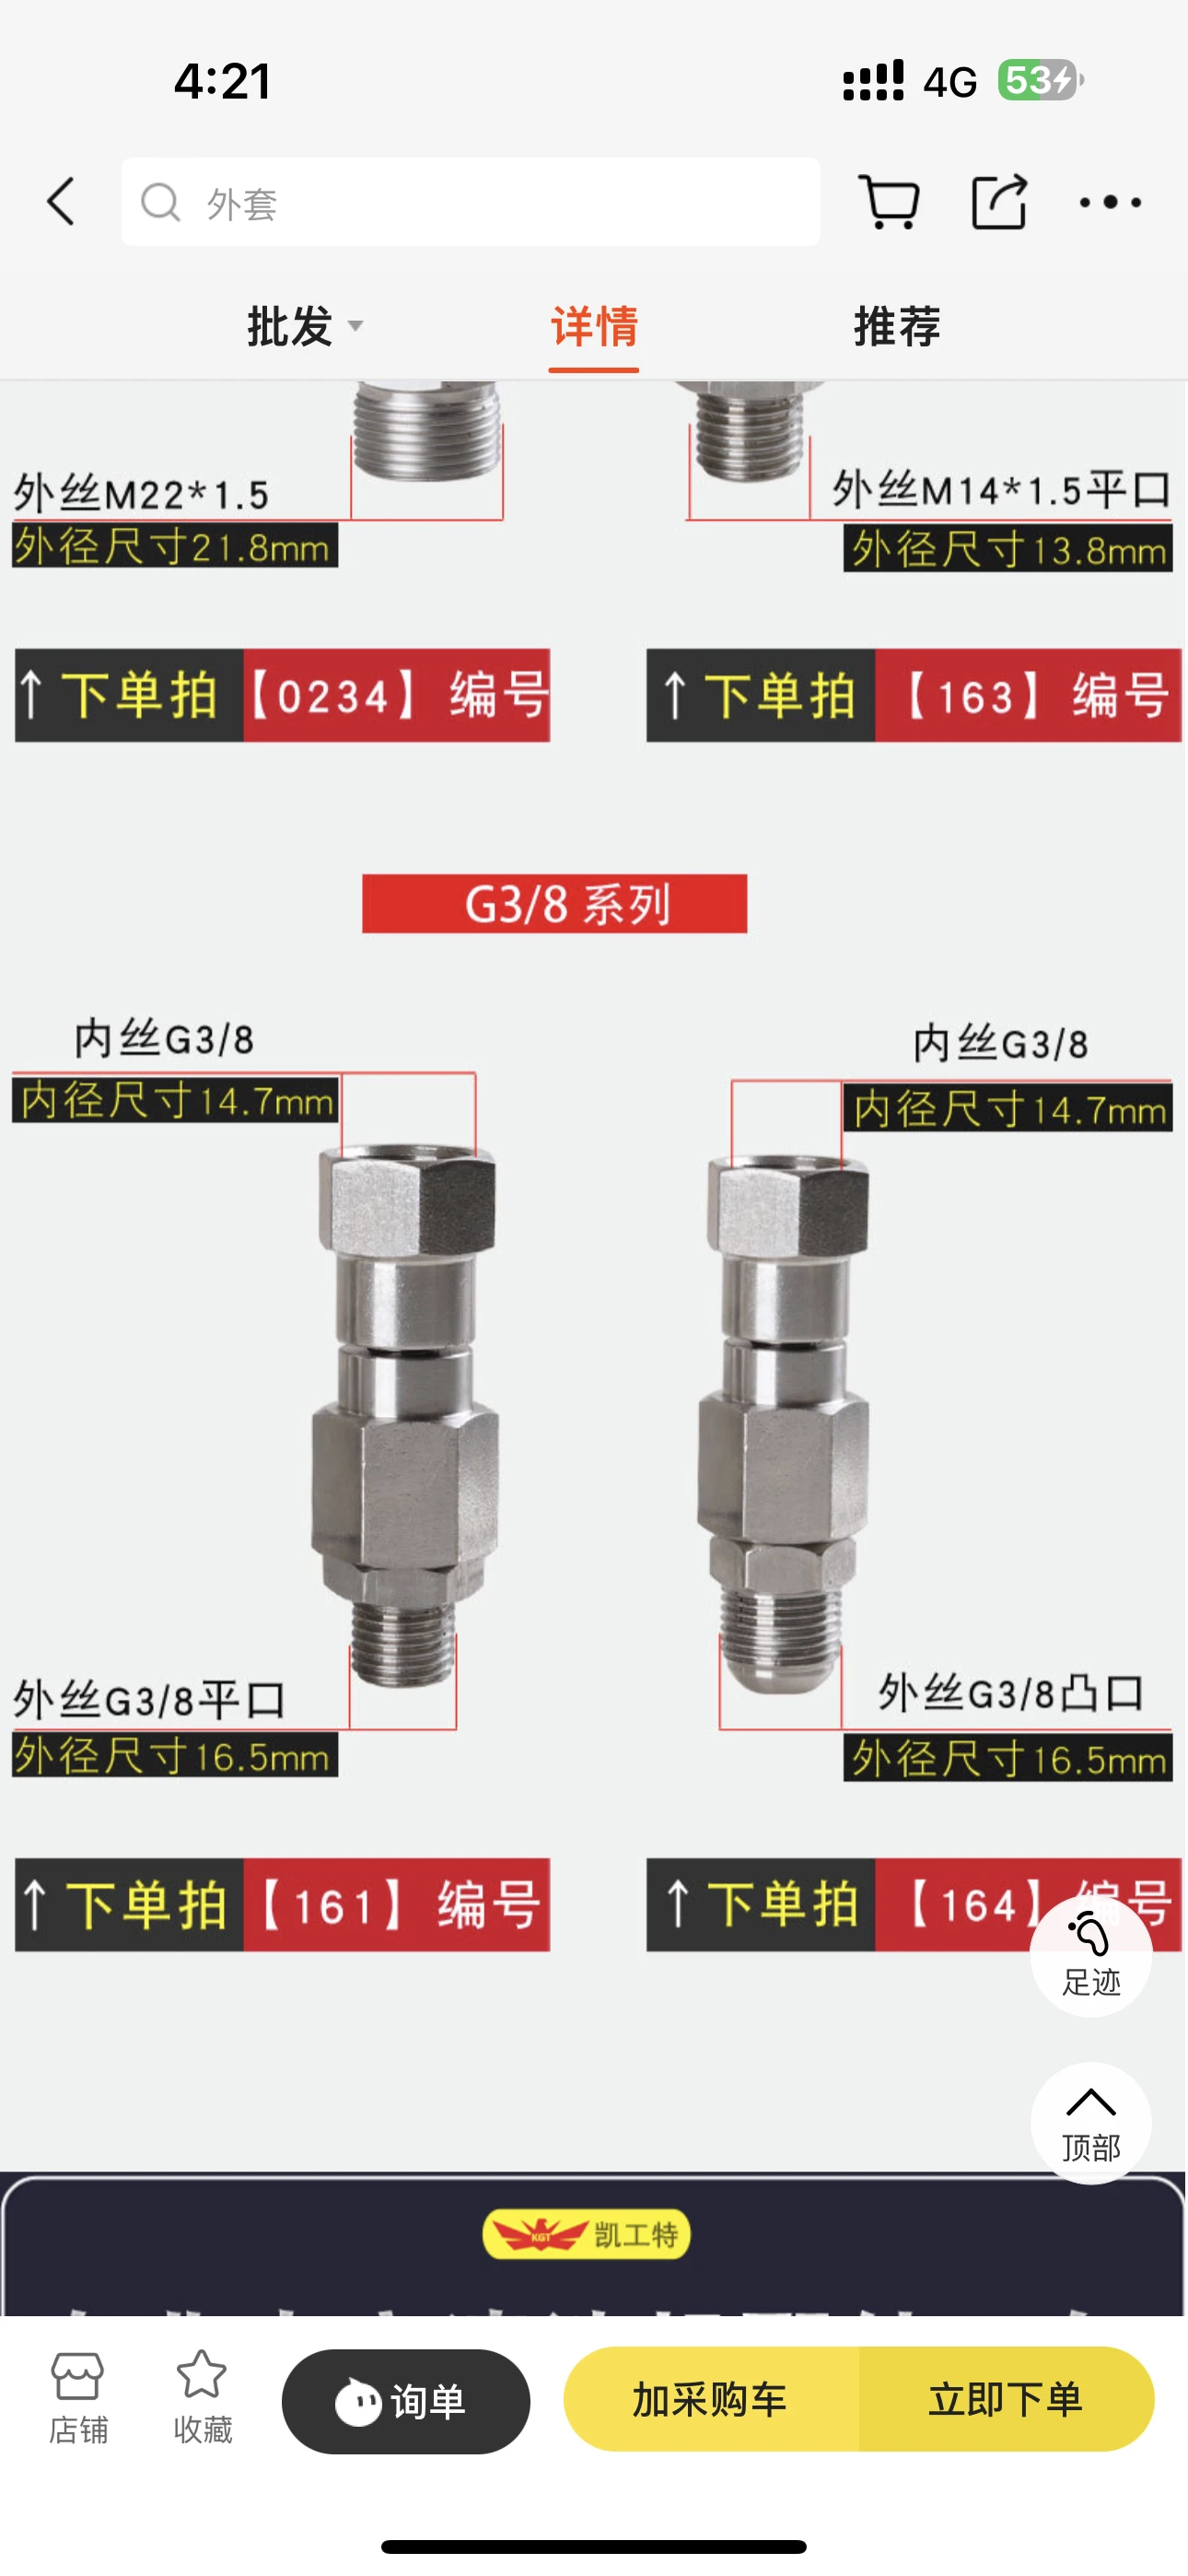 4:21
4G 53
外套
批发 详情 推荐
外丝M22*1.5
外径尺寸21.8mm
外丝M14*1.5平口
外径尺寸13.8mm
↑下单拍【0234】编号
↑下单拍【163】编号
G3/8 系列
内丝G3/8
内径尺寸14.7mm
内丝G3/8
内径尺寸14.7mm
外丝G3/8平口
外径尺寸16.5mm
外丝G3/8凸口
外径尺寸16.5mm
↑下单拍【161】编号
↑下单拍【164】编号
足迹
顶部
KGT 凯工特
店铺
收藏
询单
加采购车
立即下单